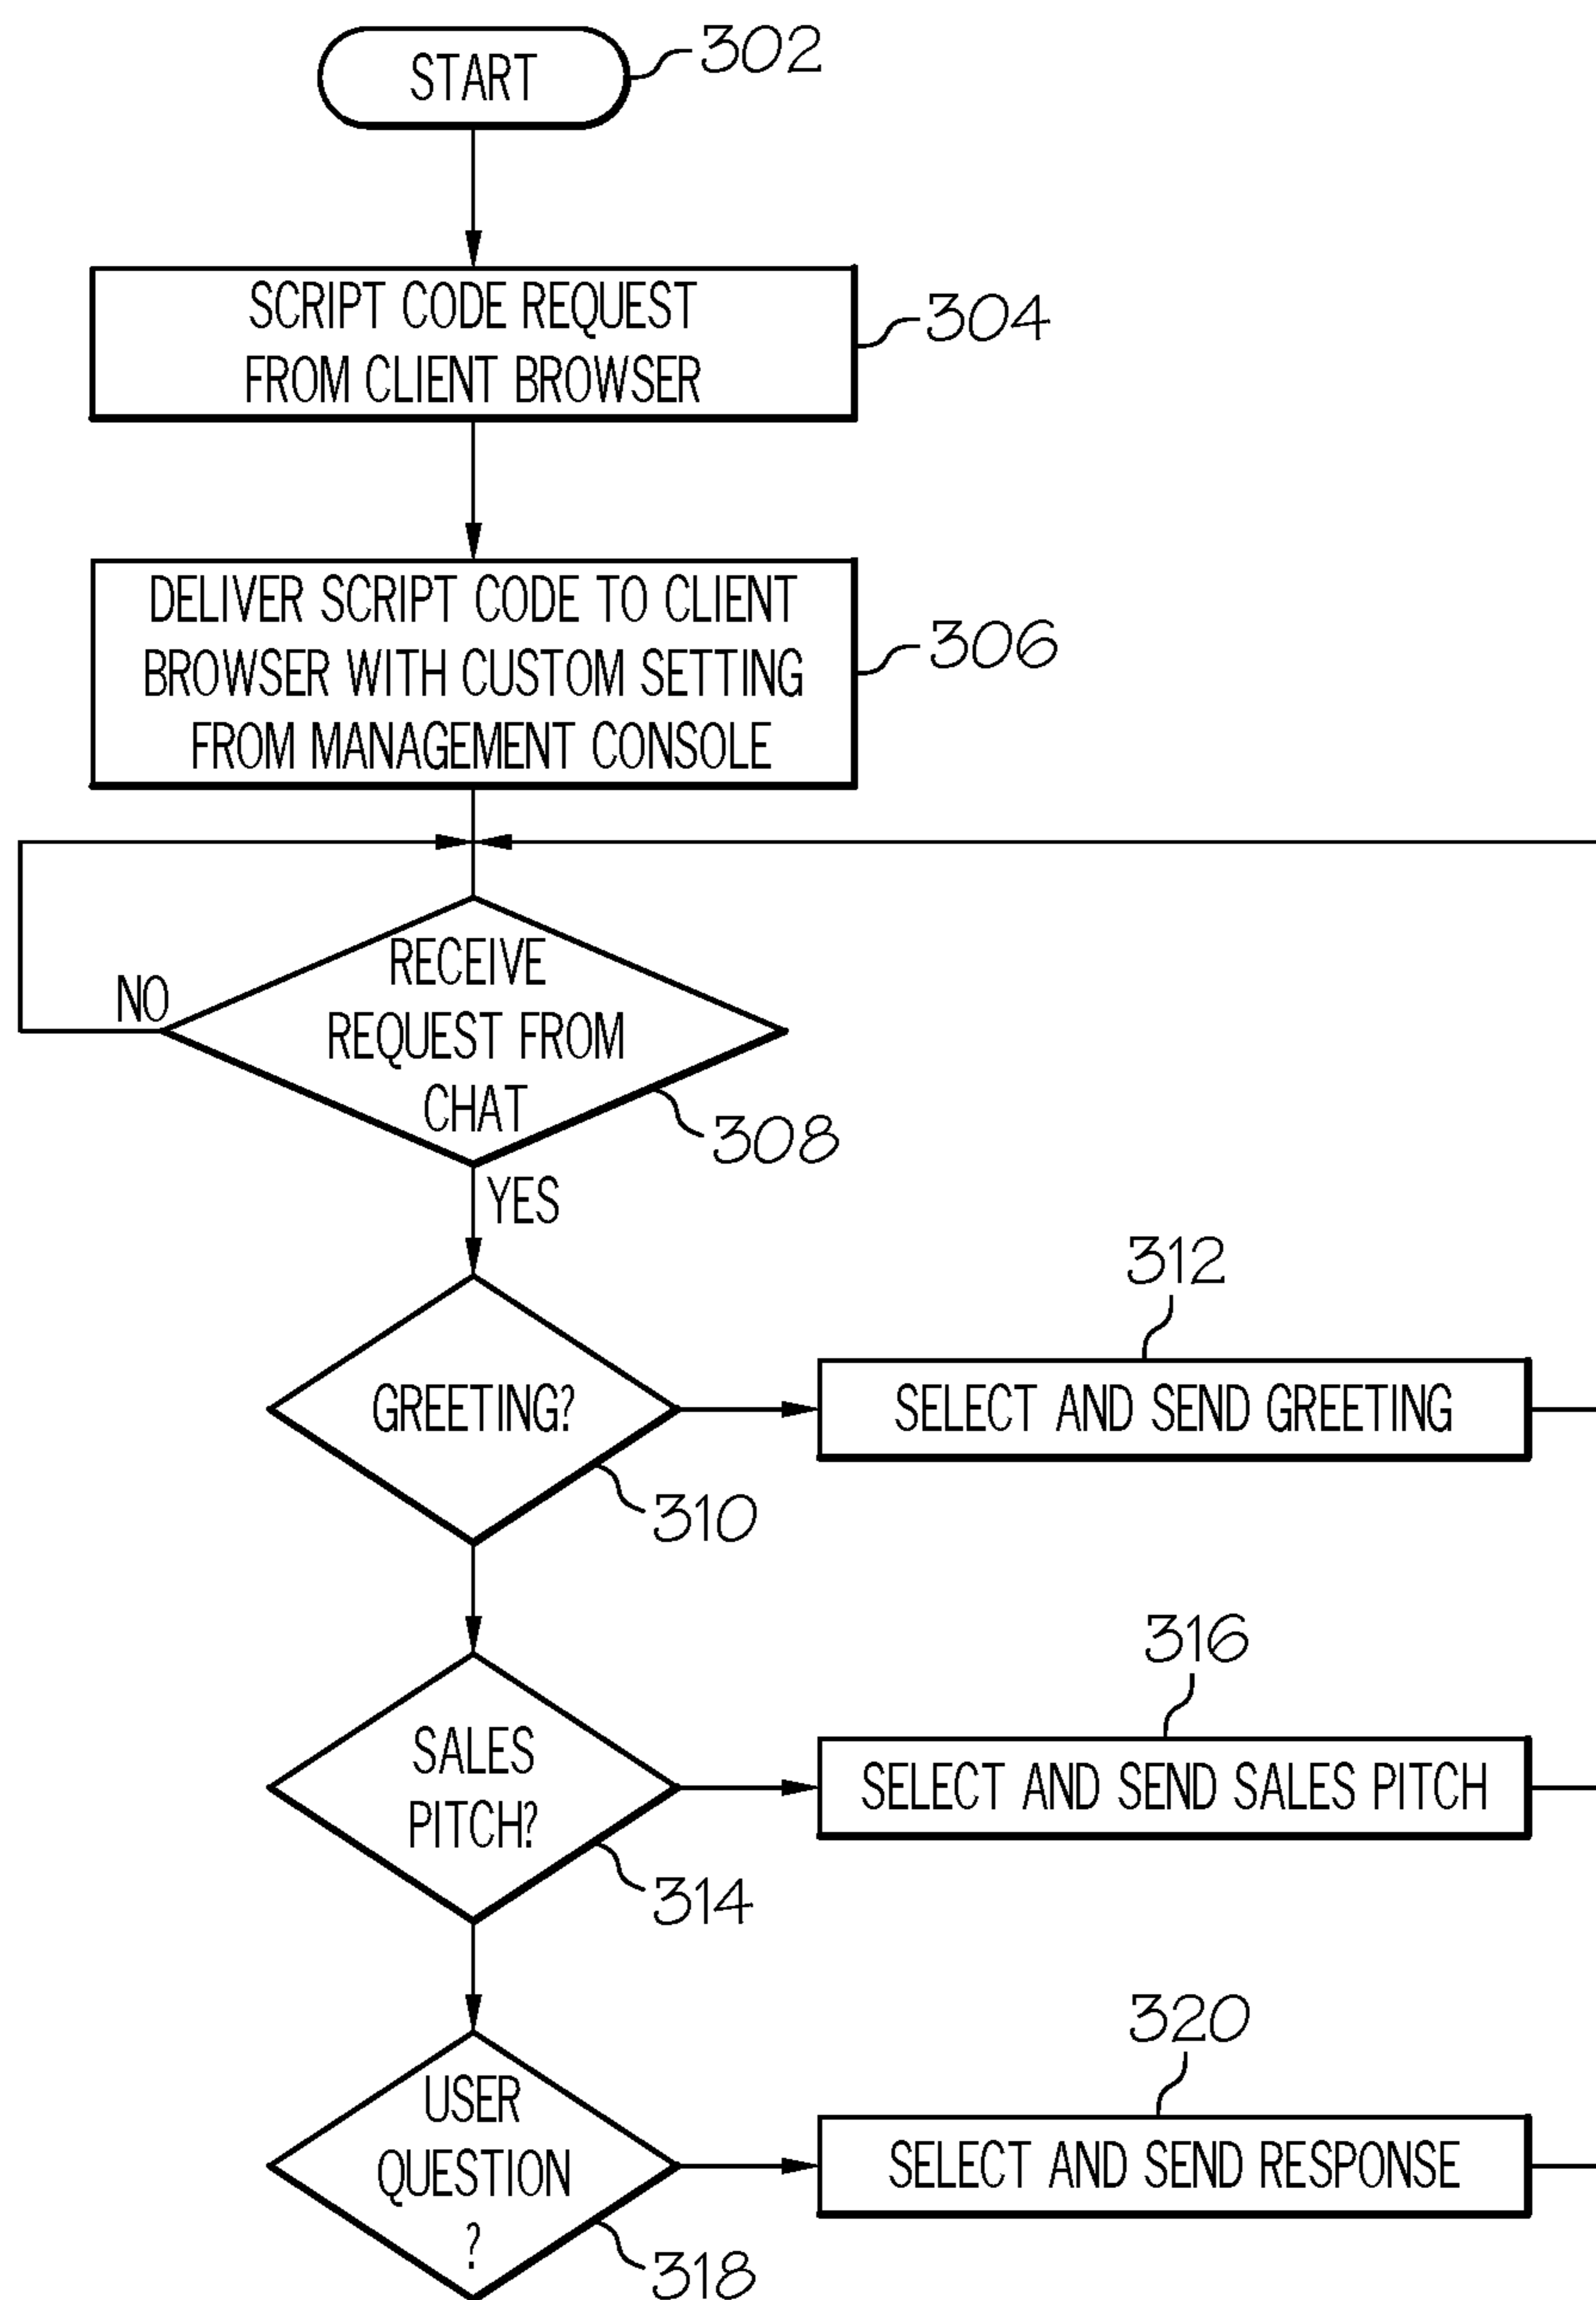 START
302
SCRIPT CODE REQUEST
FROM CLIENT BROWSER
304
DELIVER SCRIPT CODE TO CLIENT
BROWSER WITH CUSTOM SETTING
FROM MANAGEMENT CONSOLE
306
NO
RECEIVE
REQUEST FROM
CHAT
308
YES
GREETING?
310
312
SELECT AND SEND GREETING
SALES
PITCH?
314
316
SELECT AND SEND SALES PITCH
USER
QUESTION
?
318
320
SELECT AND SEND RESPONSE